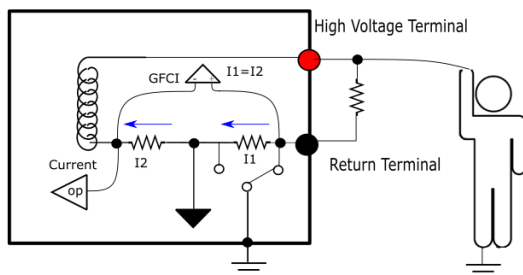 High Voltage Terminal
GFCI
I1=I2
I2
I1
Current
op
Return Terminal